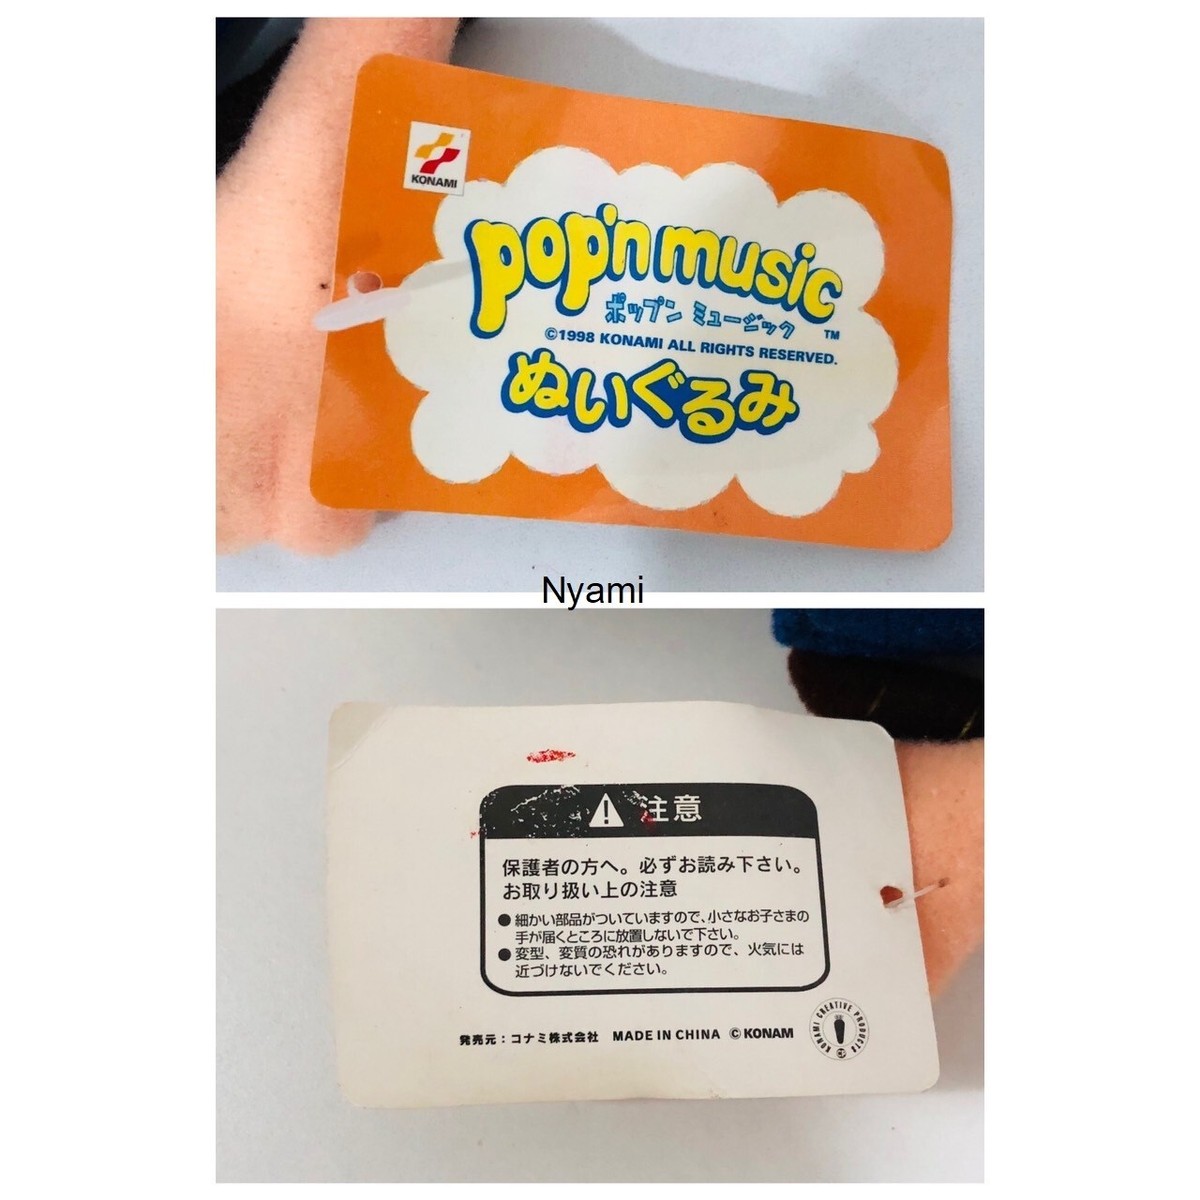 KONAMI
pop'n music
ポップン ミュージック
TM
©1998 KONAMI ALL RIGHTS RESERVED.
ぬいぐるみ
Nyami
注意
保護者の方へ。必ずお読み下さい。
お取り扱い上の注意
●細かい部品がついていますので、小さなお子さまの
手が届くところに放置しないで下さい。
●変型、変質の恐れがありますので、火気には
近づけないでください。
発売元：コナミ株式会社 MADE IN CHINA ©KONAMI
KONAMI CREATIVE PRODUCTS
CP